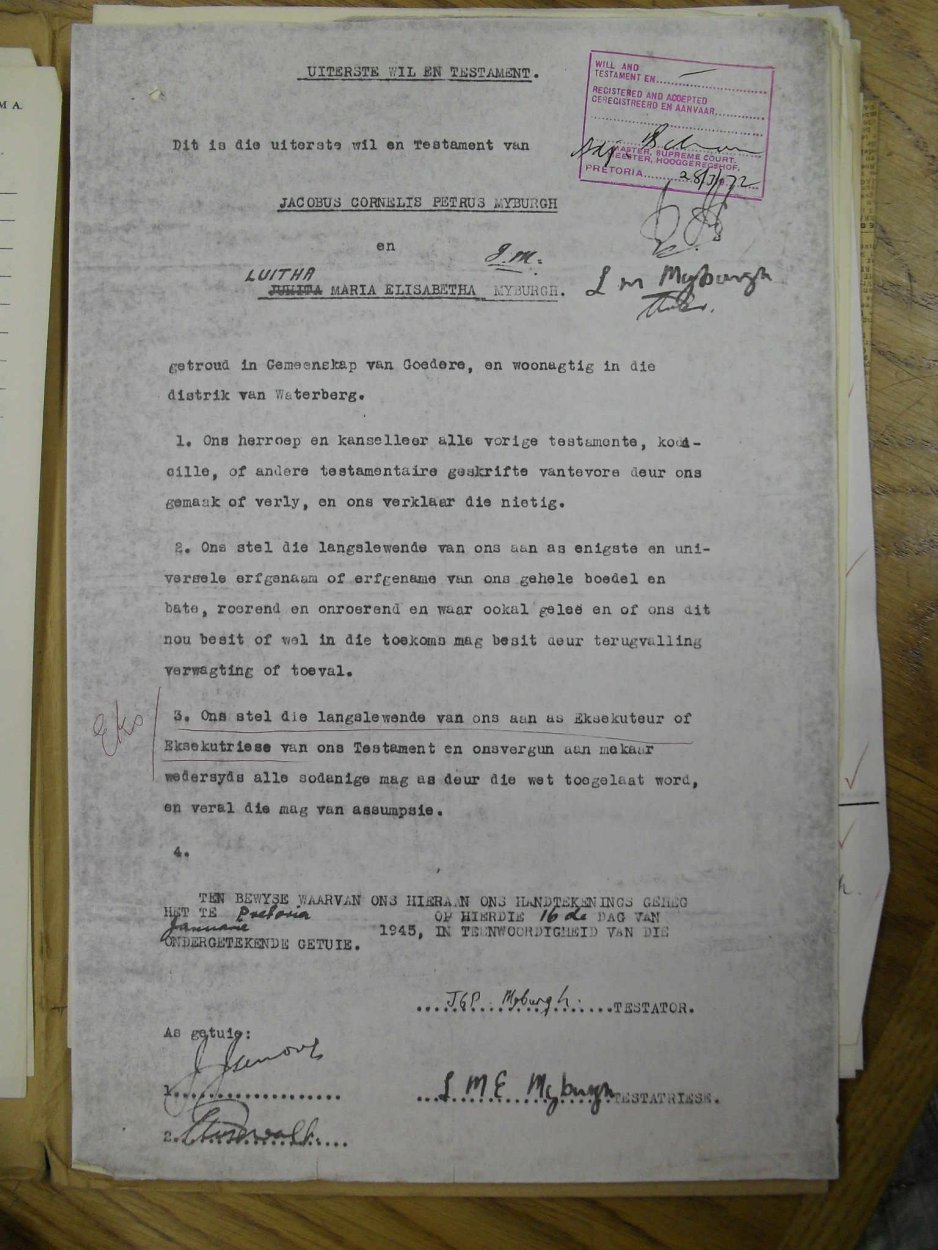 M A.
UITERSTE WIL EN TESTAMENT.
WILL AND
TESTAMENT EN
REGISTERED AND ACCEPTED
GEREGISTREER EN AANVAAR
MASTER, SUPREME COURT.
MEESTER, HOOGGEREGSHOF,
PRETORIA
Dit is die uiterste wil en Testament van
JACOBUS CORNELIS PETRUS MYBURGH
en
J.M.
LUITHA
JUMITA MARIA ELISABETHA MYBURGH.
L M Myburgh
getroud in Gemeenskap van Goedere, en woonagtig in die
distrik van Waterberg.
1. Ons herroep en kanselleer alle vorige testamente, kodi-
cille, of andere testamentaire geskrifte vantevore deur ons
gemaak of verly, en ons verklaar die nietig.
2. Ons stel die langslewende van ons aan as enigste en uni-
versele erfgenaam of erfgename van ons gehele boedel en
bate, roerend en onroerend en waar ookal geleë en of ons dit
nou besit of wel in die toekoms mag besit deur terugvalling
verwagting of toeval.
Eks
3. Ons stel die langslewende van ons aan as Eksekuteur of
Eksekutriese van ons Testament en onsvergun aan mekaar
wedersyds alle sodanige mag as deur die wet toegelaat word,
en veral die mag van assumpsie.
4.
TEN BEWYSE WAARVAN ONS HIERAAN ONS HANDTEKENINGS GEHEG
HET TE Pretoria OP HIERDIE 16 de DAG VAN
Januarie 1945, IN TEENWOORDIGHEID VAN DIE
ONDERGETEKENDE GETUIE.
JCP Myburgh. TESTATOR.
As getuig:
1.
L M E Myburgh TESTATRIESE.
2.